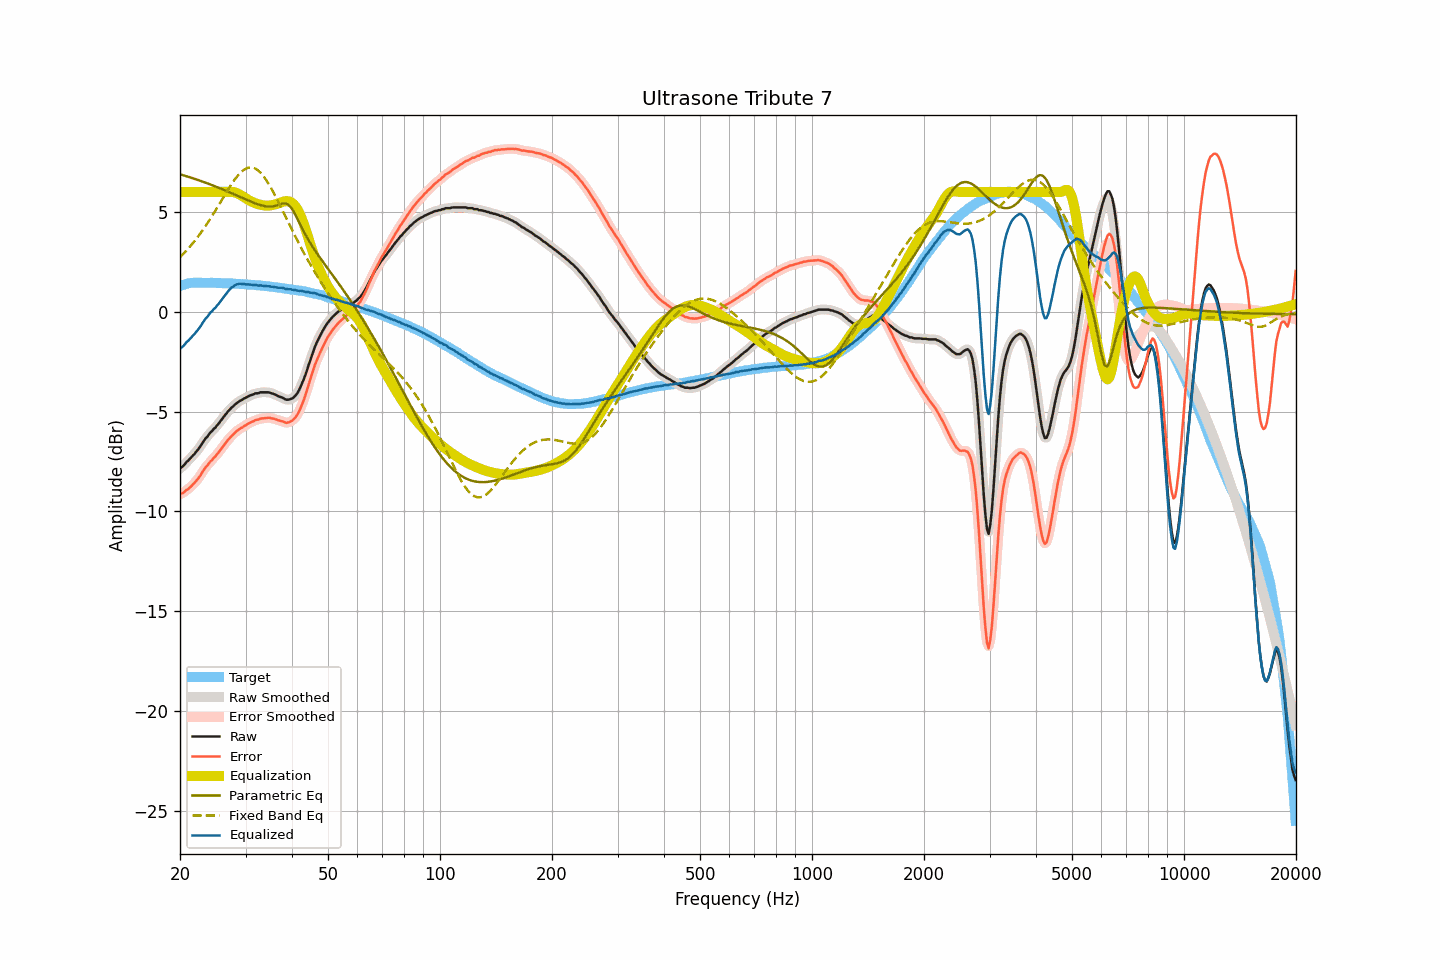 Ultrasone Tribute 7
Amplitude (dBr)
5
0
−5
−10
−15
−20
−25
Target
Raw Smoothed
Error Smoothed
Raw
Error
Equalization
Parametric Eq
Fixed Band Eq
Equalized
20 50 100 200 500 1000 2000 5000 10000 20000
Frequency (Hz)